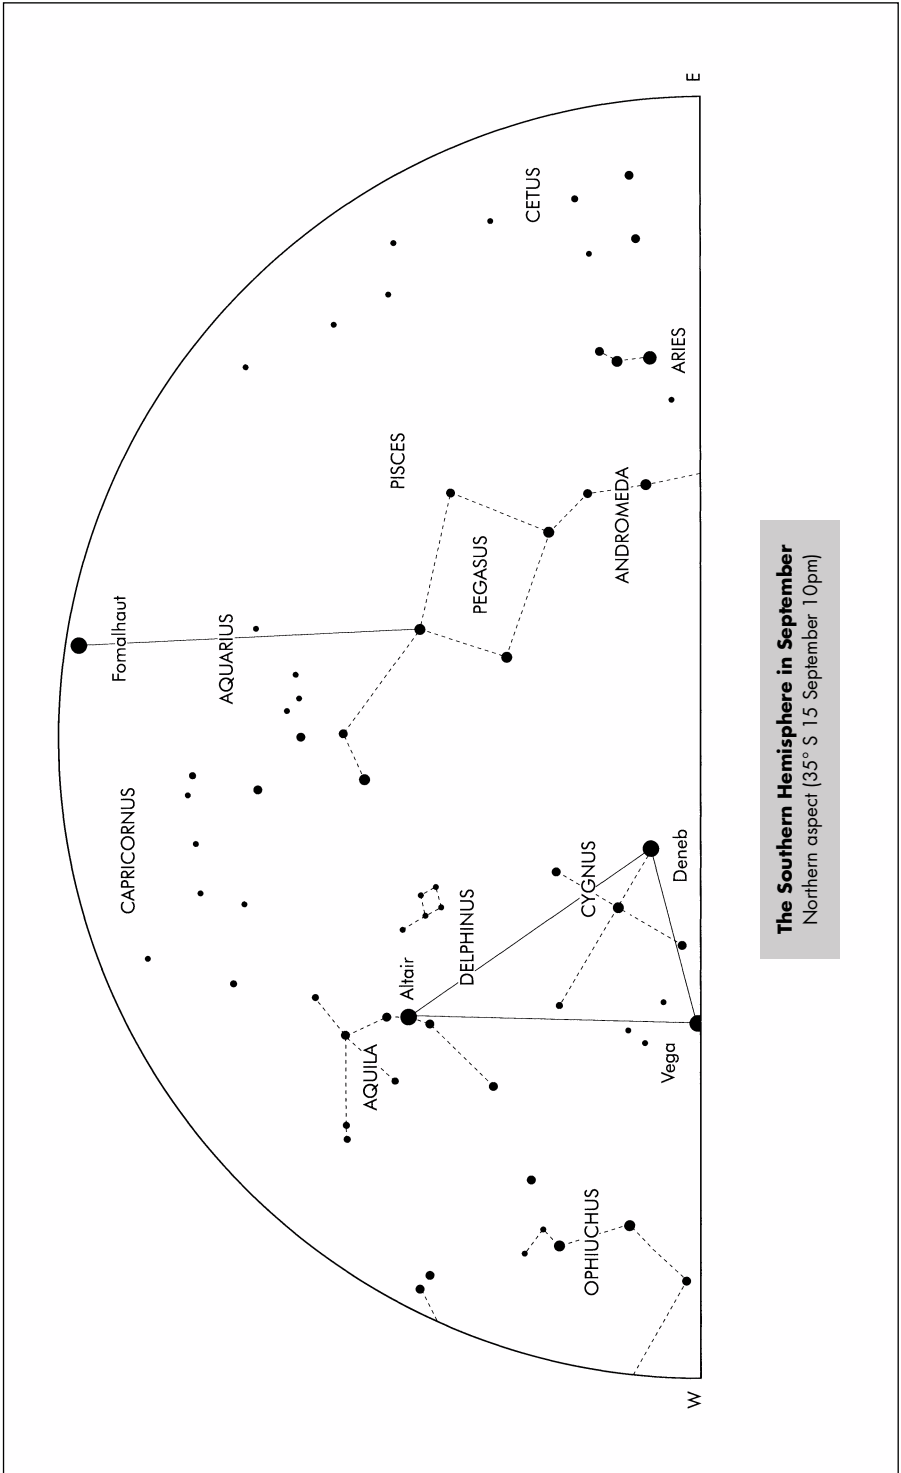 Fomalhaut
CAPRICORNUS
AQUARIUS
PISCES
CETUS
AQUILA
Altair
DELPHINUS
PEGASUS
OPHIUCHUS
CYGNUS
ANDROMEDA
ARIES
Vega
Deneb
W
E
The Southern Hemisphere in September
Northern aspect (35° S 15 September 10pm)